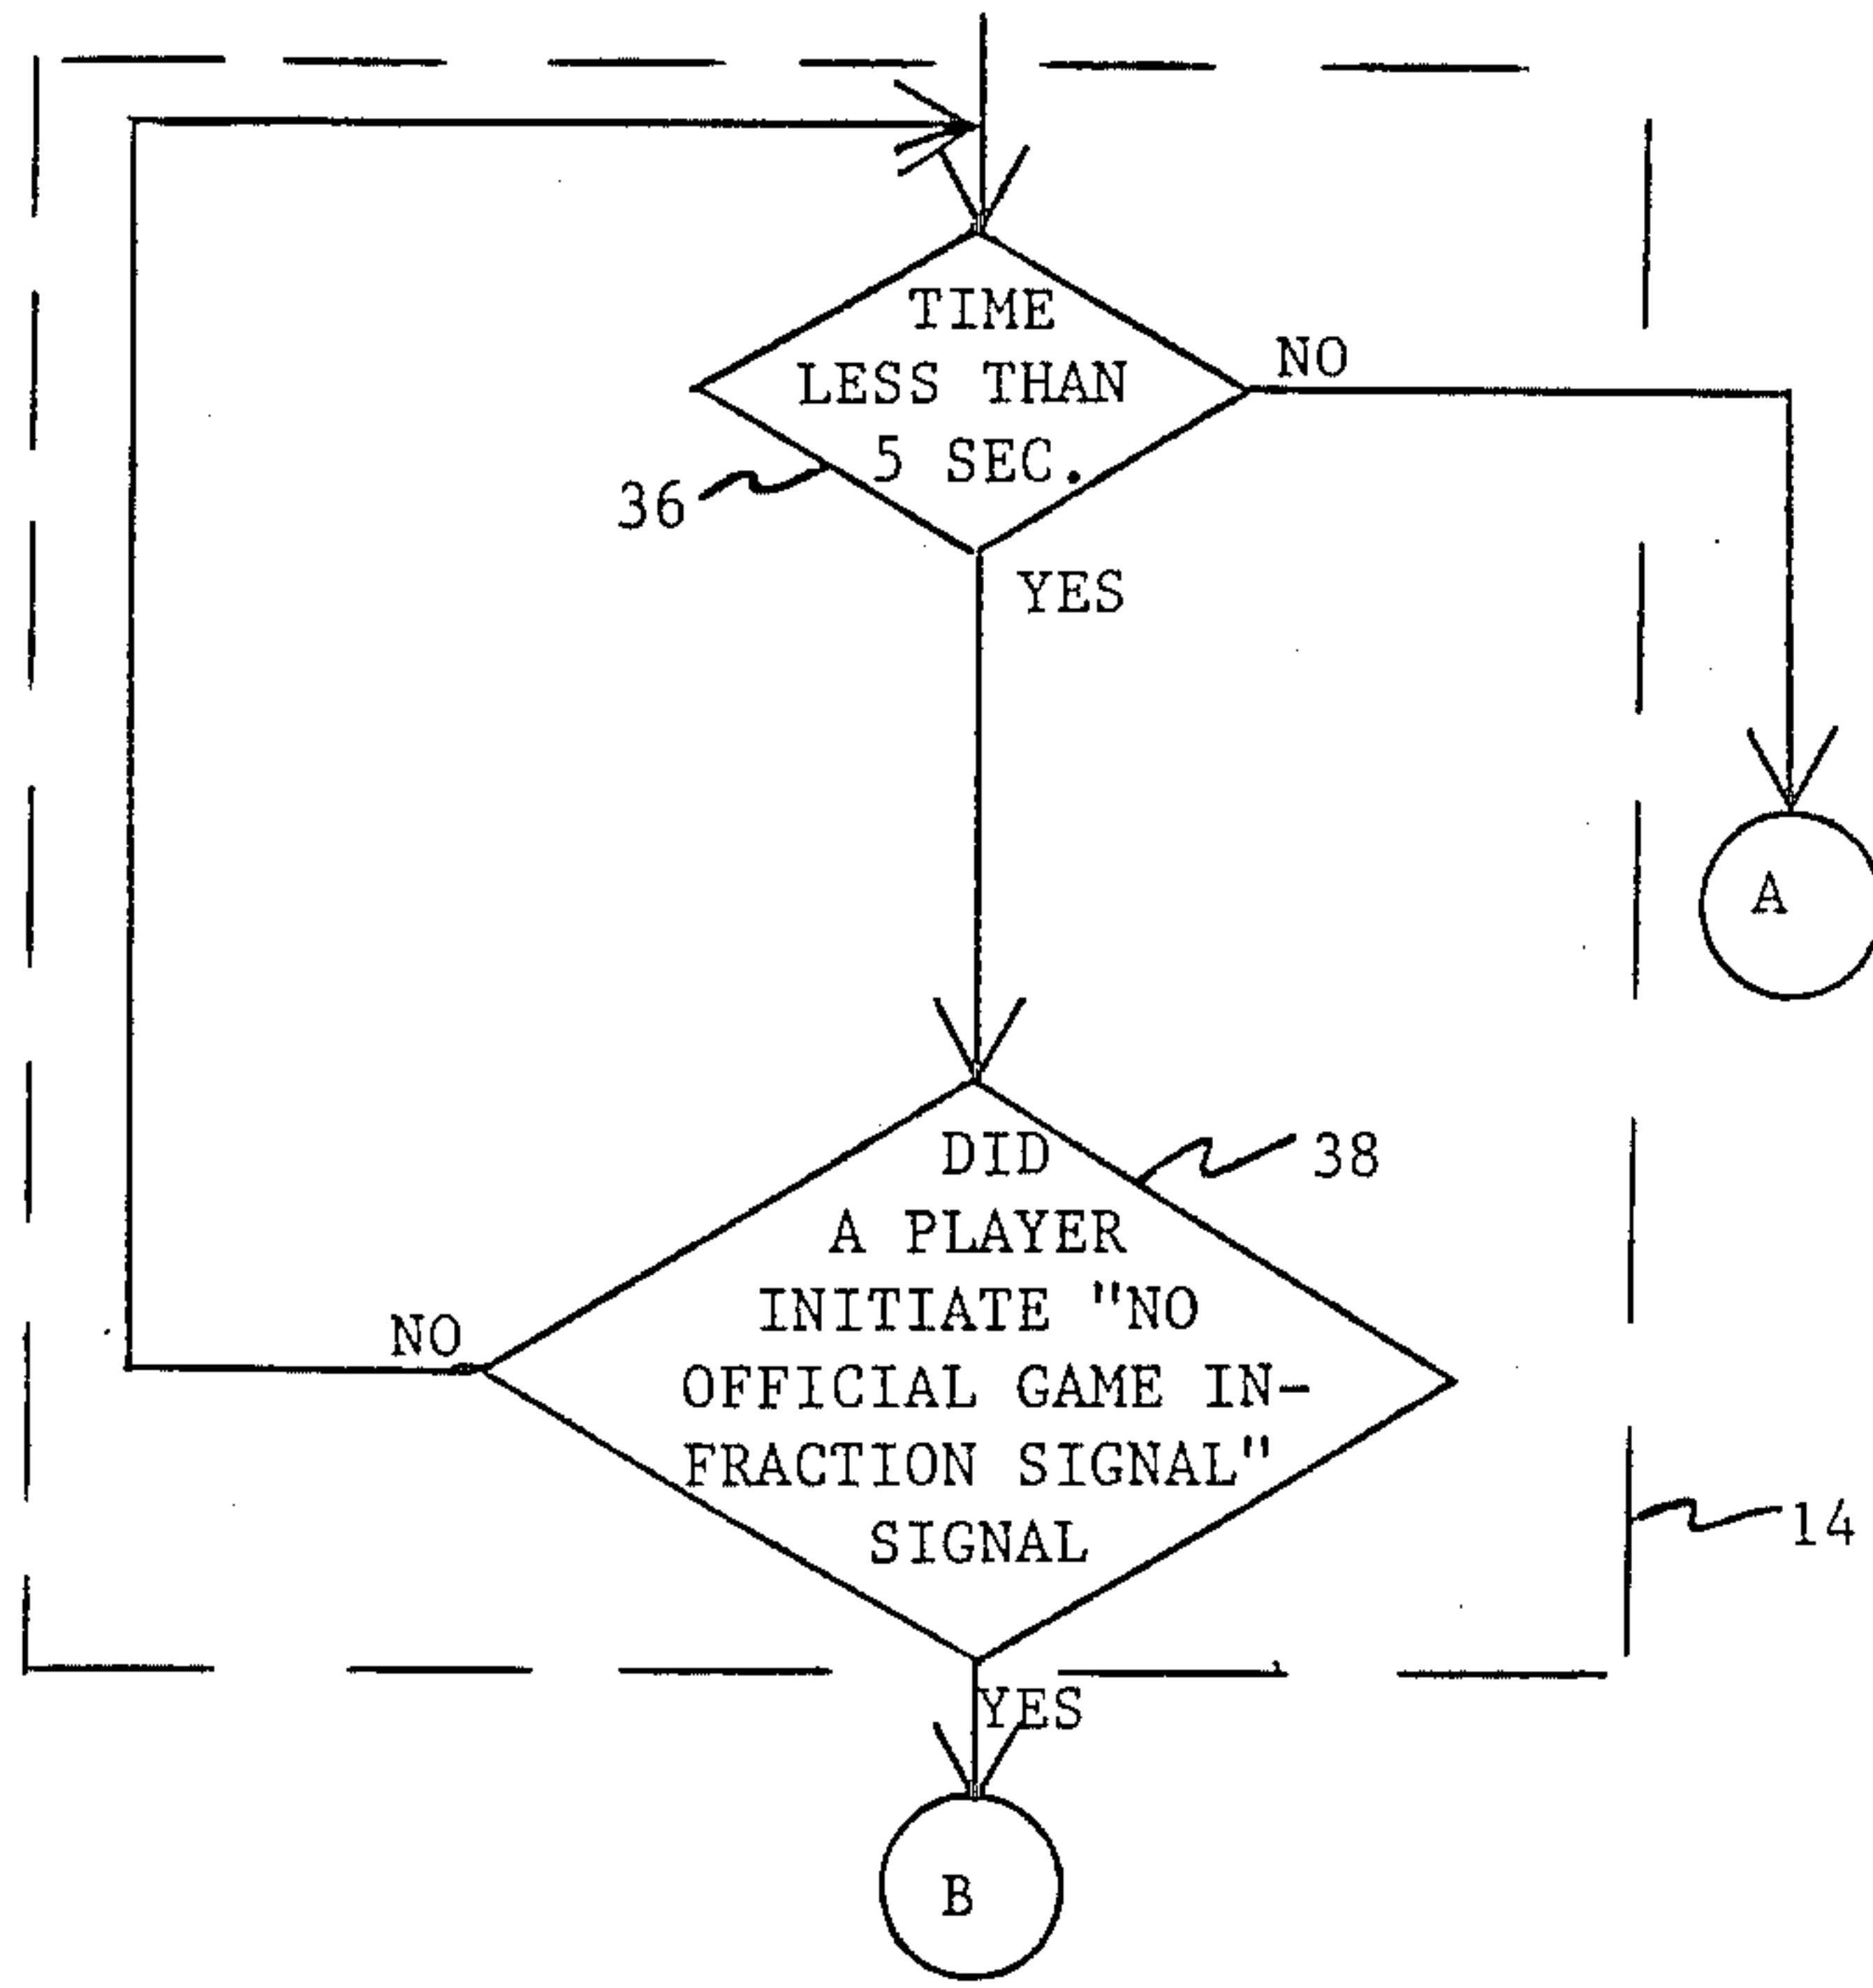 TIME
LESS THAN
5 SEC.
NO
36
YES
A
DID
38
A PLAYER
INITIATE "NO
OFFICIAL GAME IN-
FRACTION SIGNAL"
SIGNAL
NO
14
YES
B